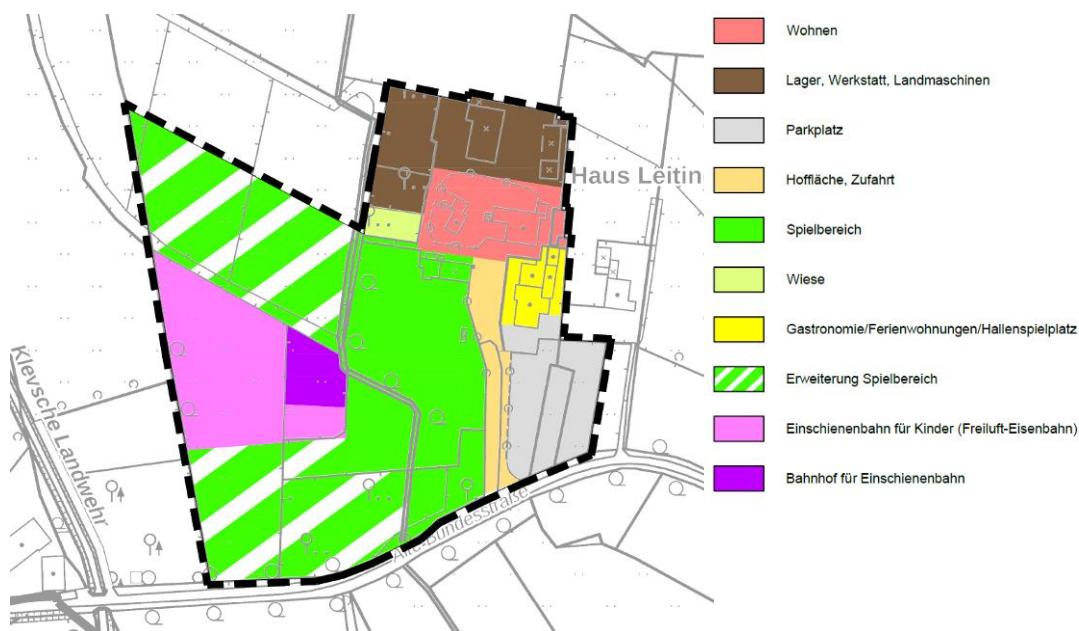 Wohnen
Lager, Werkstatt, Landmaschinen
Parkplatz
Hoffläche, Zufahrt
Spielbereich
Wiese
Gastronomie/Ferienwohnungen/Hallenspielplatz
Erweiterung Spielbereich
Einschienenbahn für Kinder (Freiluft-Eisenbahn)
Bahnhof für Einschienenbahn
Haus Leitin
Klevsche Landwehr
Alte Bundesstraße